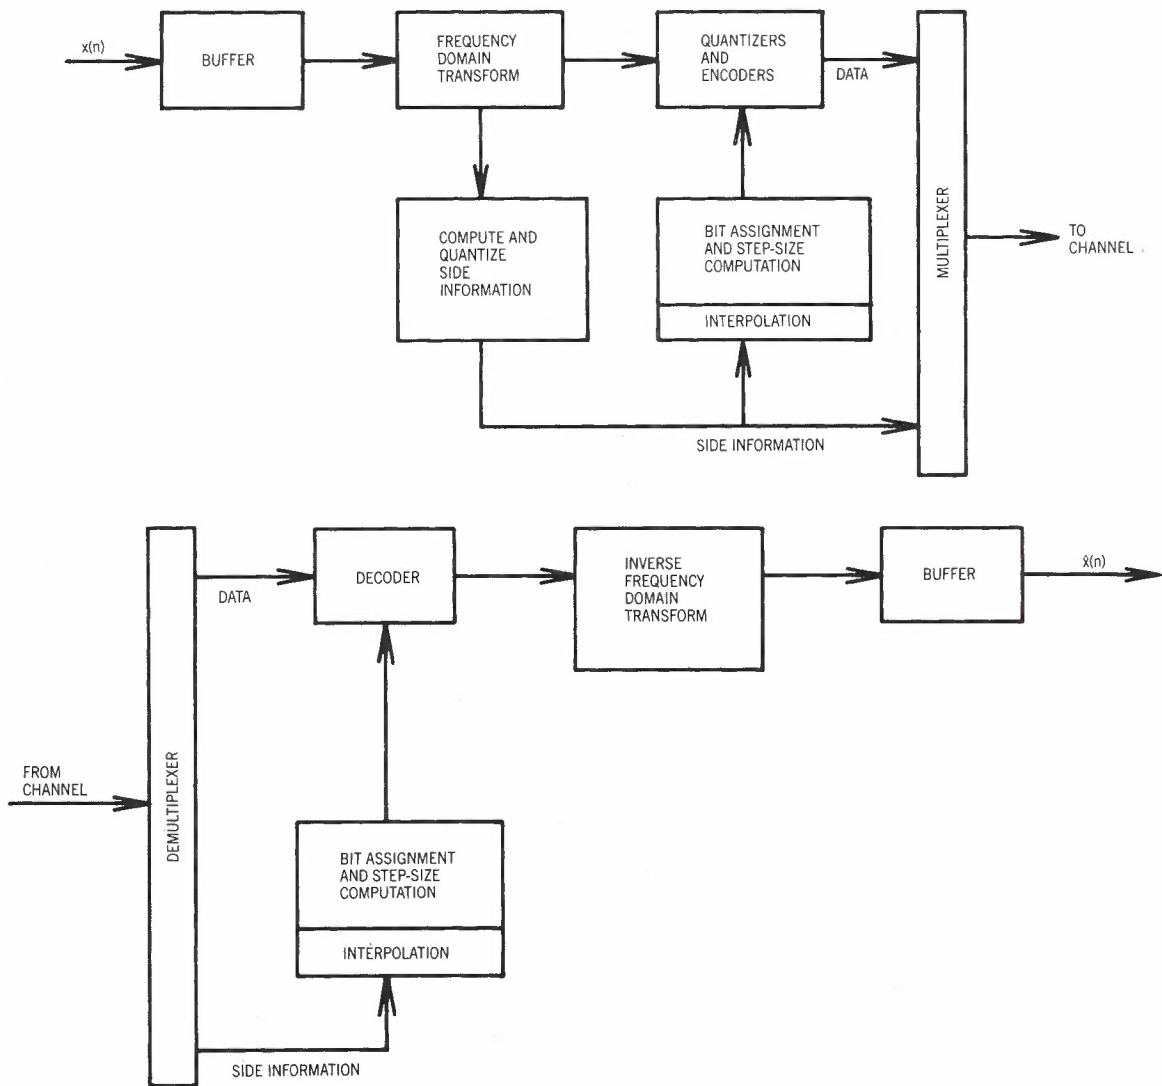 x(n)
BUFFER
FREQUENCY
DOMAIN
TRANSFORM
QUANTIZERS
AND
ENCODERS
DATA
COMPUTE AND
QUANTIZE
SIDE
INFORMATION
BIT ASSIGNMENT
AND STEP-SIZE
COMPUTATION
INTERPOLATION
MULTIPLEXER
TO
CHANNEL
SIDE INFORMATION
DATA
DECODER
INVERSE
FREQUENCY
DOMAIN
TRANSFORM
BUFFER
x̂(n)
FROM
CHANNEL
DEMULTIPLEXER
BIT ASSIGNMENT
AND STEP-SIZE
COMPUTATION
INTERPOLATION
SIDE INFORMATION